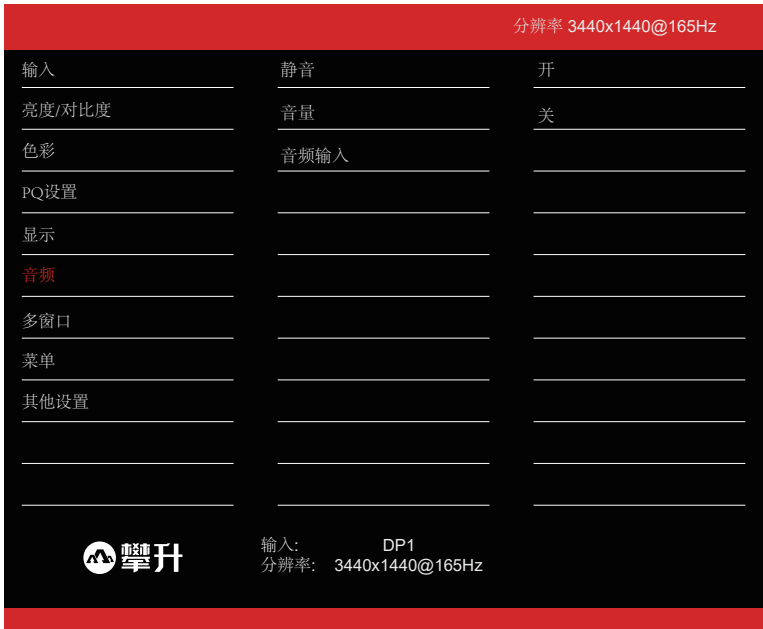 分辨率 3440x1440@165Hz
输入 静音 开
亮度/对比度 音量 关
色彩 音频输入
PQ设置
显示
音频
多窗口
菜单
其他设置
攀升
输入: DP1
分辨率: 3440x1440@165Hz